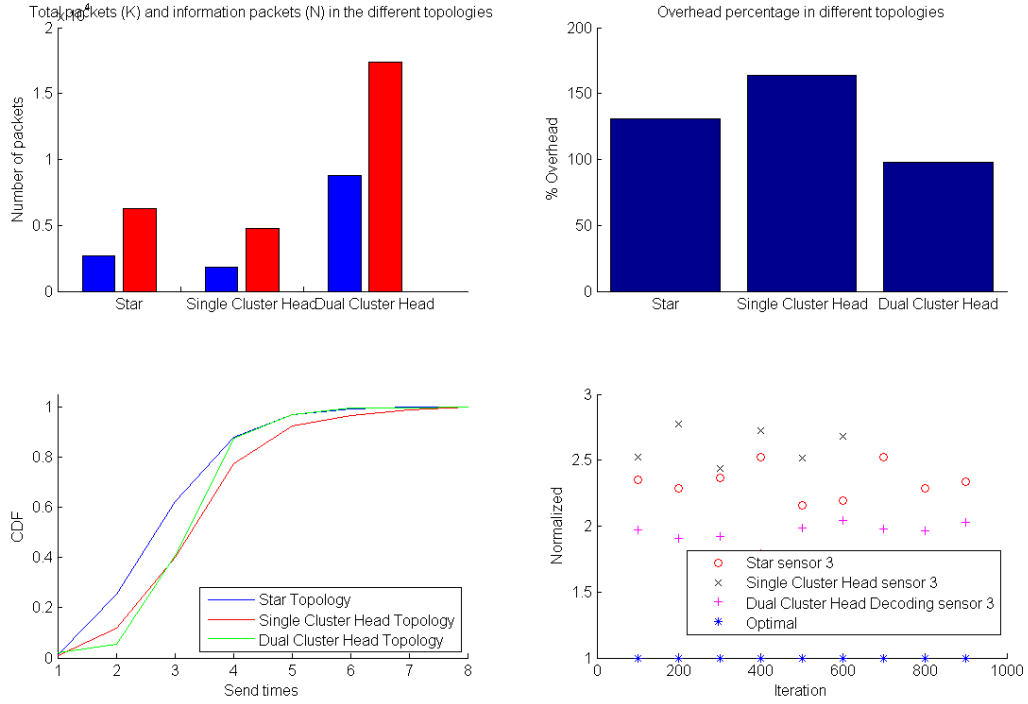 Total packets (K) and information packets (N) in the different topologies
x 10^4
2
1.5
1
0.5
0
Number of packets
Star
Single Cluster Head
Dual Cluster Head
Overhead percentage in different topologies
200
150
100
50
0
% Overhead
Star
Single Cluster Head
Dual Cluster Head
1
0.8
0.6
0.4
0.2
0
CDF
Star Topology
Single Cluster Head Topology
Dual Cluster Head Topology
1 2 3 4 5 6 7 8
Send times
3
2.5
2
1.5
1
Normalized
Star sensor 3
Single Cluster Head sensor 3
Dual Cluster Head Decoding sensor 3
Optimal
0 200 400 600 800 1000
Iteration